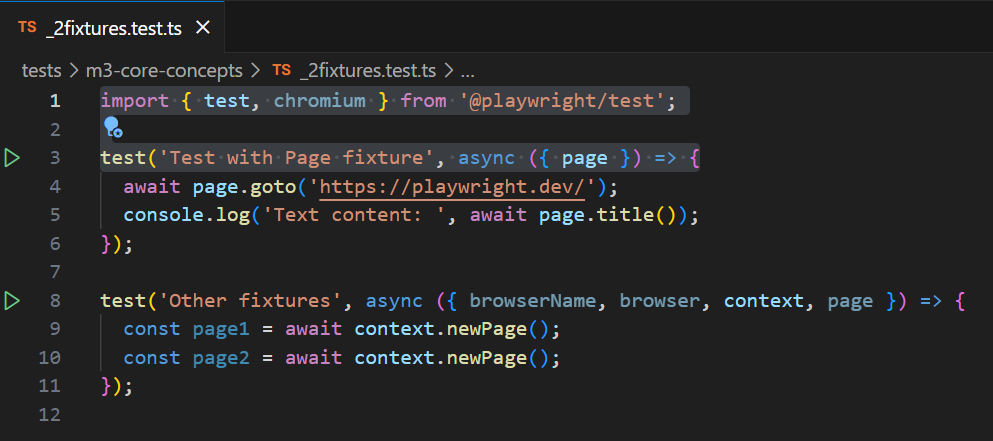 TS _2fixtures.test.ts ×
tests > m3-core-concepts > TS _2fixtures.test.ts > ...
1 import { test, chromium } from '@playwright/test';
2
3 test('Test with Page fixture', async ({ page }) => {
4   await page.goto('https://playwright.dev/');
5   console.log('Text content: ', await page.title());
6 });
7
8 test('Other fixtures', async ({ browserName, browser, context, page }) => {
9   const page1 = await context.newPage();
10   const page2 = await context.newPage();
11 });
12